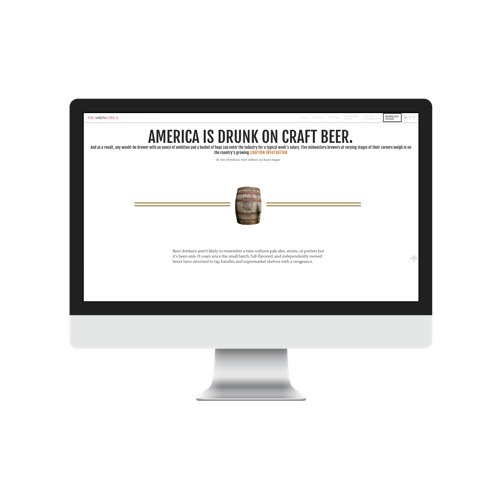 AMERICA IS DRUNK ON CRAFT BEER.
And as a result, any would-be brewer with an ounce of ambition and a bushel of hops can enter the industry for a typical week's salary. Five midwestern brewers at varying stages of their careers weigh in on
the country's growing
Beer drinkers aren't likely to remember a time without pale ales, stouts, or porters but
it's been only 15 years since the small batch, full-flavored, and independently owned
beers have returned to tap handles and supermarket shelves with a vengeance.